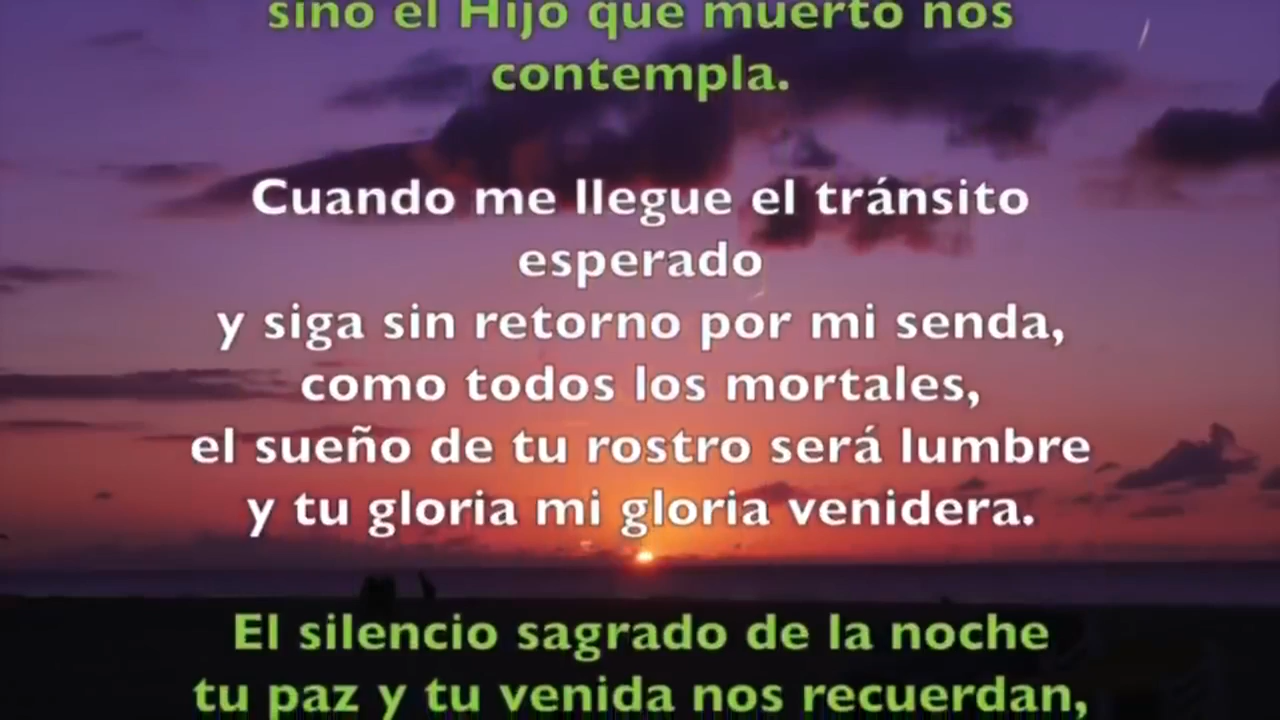 sino el Hijo que muerto nos
contempla.
Cuando me llegue el tránsito
esperado
y siga sin retorno por mi senda,
como todos los mortales,
el sueño de tu rostro será lumbre
y tu gloria mi gloria venidera.
El silencio sagrado de la noche
tu paz y tu venida nos recuerdan,